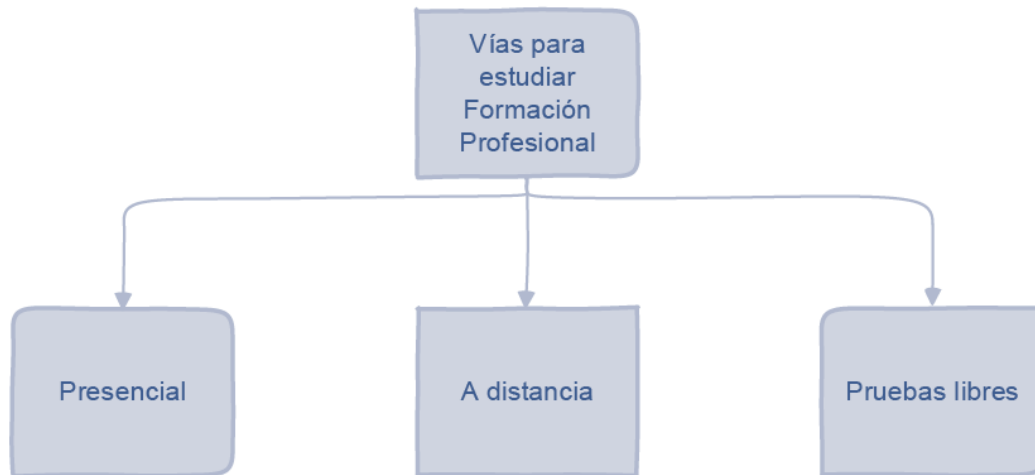 Vías para
estudiar
Formación
Profesional
Presencial
A distancia
Pruebas libres